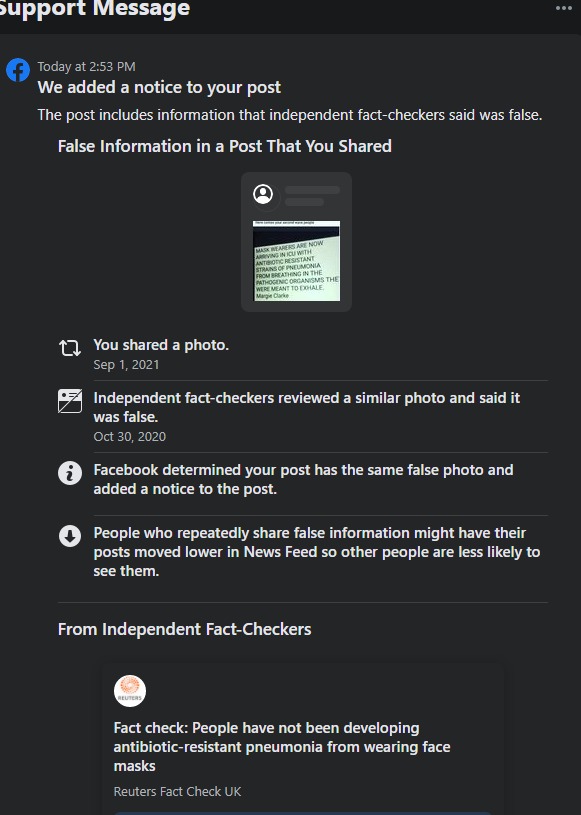 Support Message
Today at 2:53 PM
We added a notice to your post
The post includes information that independent fact-checkers said was false.
False Information in a Post That You Shared
Here comes your second wave people
MASK WEARERS ARE NOW
ARRIVING IN ICU WITH
ANTIBIOTIC RESISTANT
STRAINS OF PNEUMONIA
FROM BREATHING IN THE
PATHOGENIC ORGANISMS THE
WERE MEANT TO EXHALE.
Margie Clarke
You shared a photo.
Sep 1, 2021
Independent fact-checkers reviewed a similar photo and said it
was false.
Oct 30, 2020
Facebook determined your post has the same false photo and
added a notice to the post.
People who repeatedly share false information might have their
posts moved lower in News Feed so other people are less likely to
see them.
From Independent Fact-Checkers
REUTERS
Fact check: People have not been developing
antibiotic-resistant pneumonia from wearing face
masks
Reuters Fact Check UK